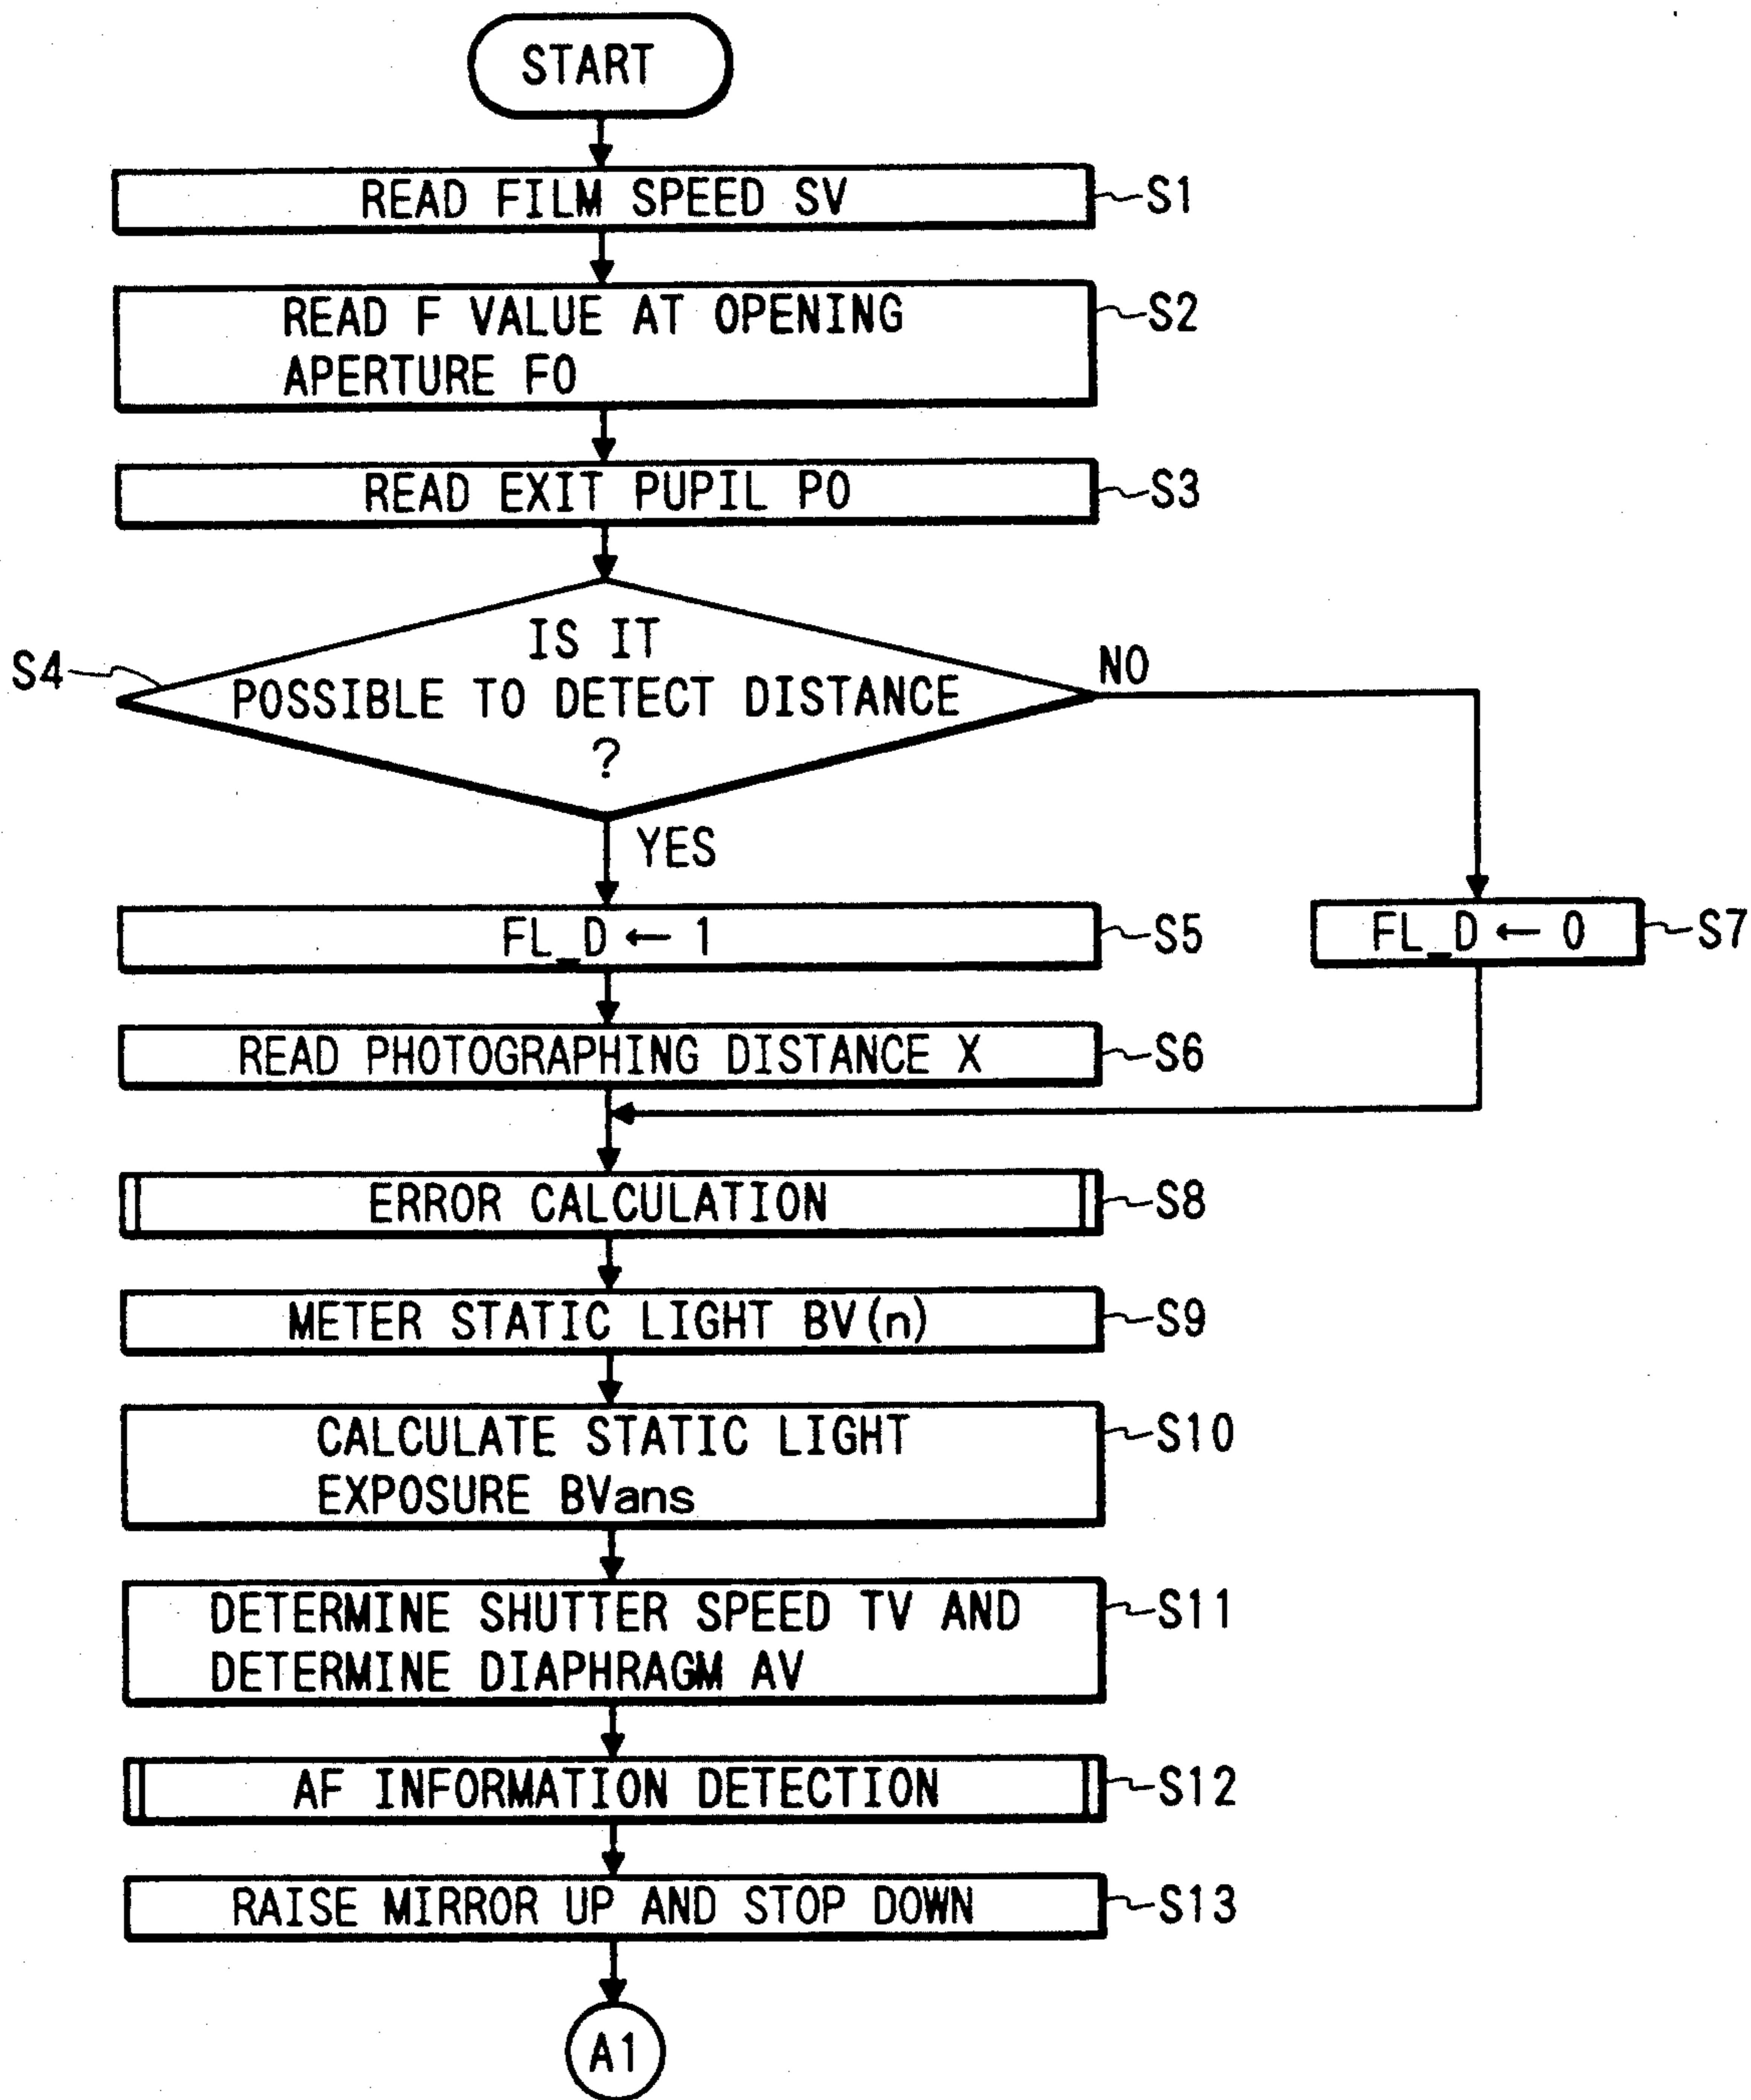 START
READ FILM SPEED SV
S1
READ F VALUE AT OPENING
APERTURE F0
S2
READ EXIT PUPIL PO
S3
S4
IS IT
POSSIBLE TO DETECT DISTANCE
?
NO
YES
FL_D ← 1
S5
FL_D ← 0
S7
READ PHOTOGRAPHING DISTANCE X
S6
ERROR CALCULATION
S8
METER STATIC LIGHT BV(n)
S9
CALCULATE STATIC LIGHT
EXPOSURE BVans
S10
DETERMINE SHUTTER SPEED TV AND
DETERMINE DIAPHRAGM AV
S11
AF INFORMATION DETECTION
S12
RAISE MIRROR UP AND STOP DOWN
S13
A1